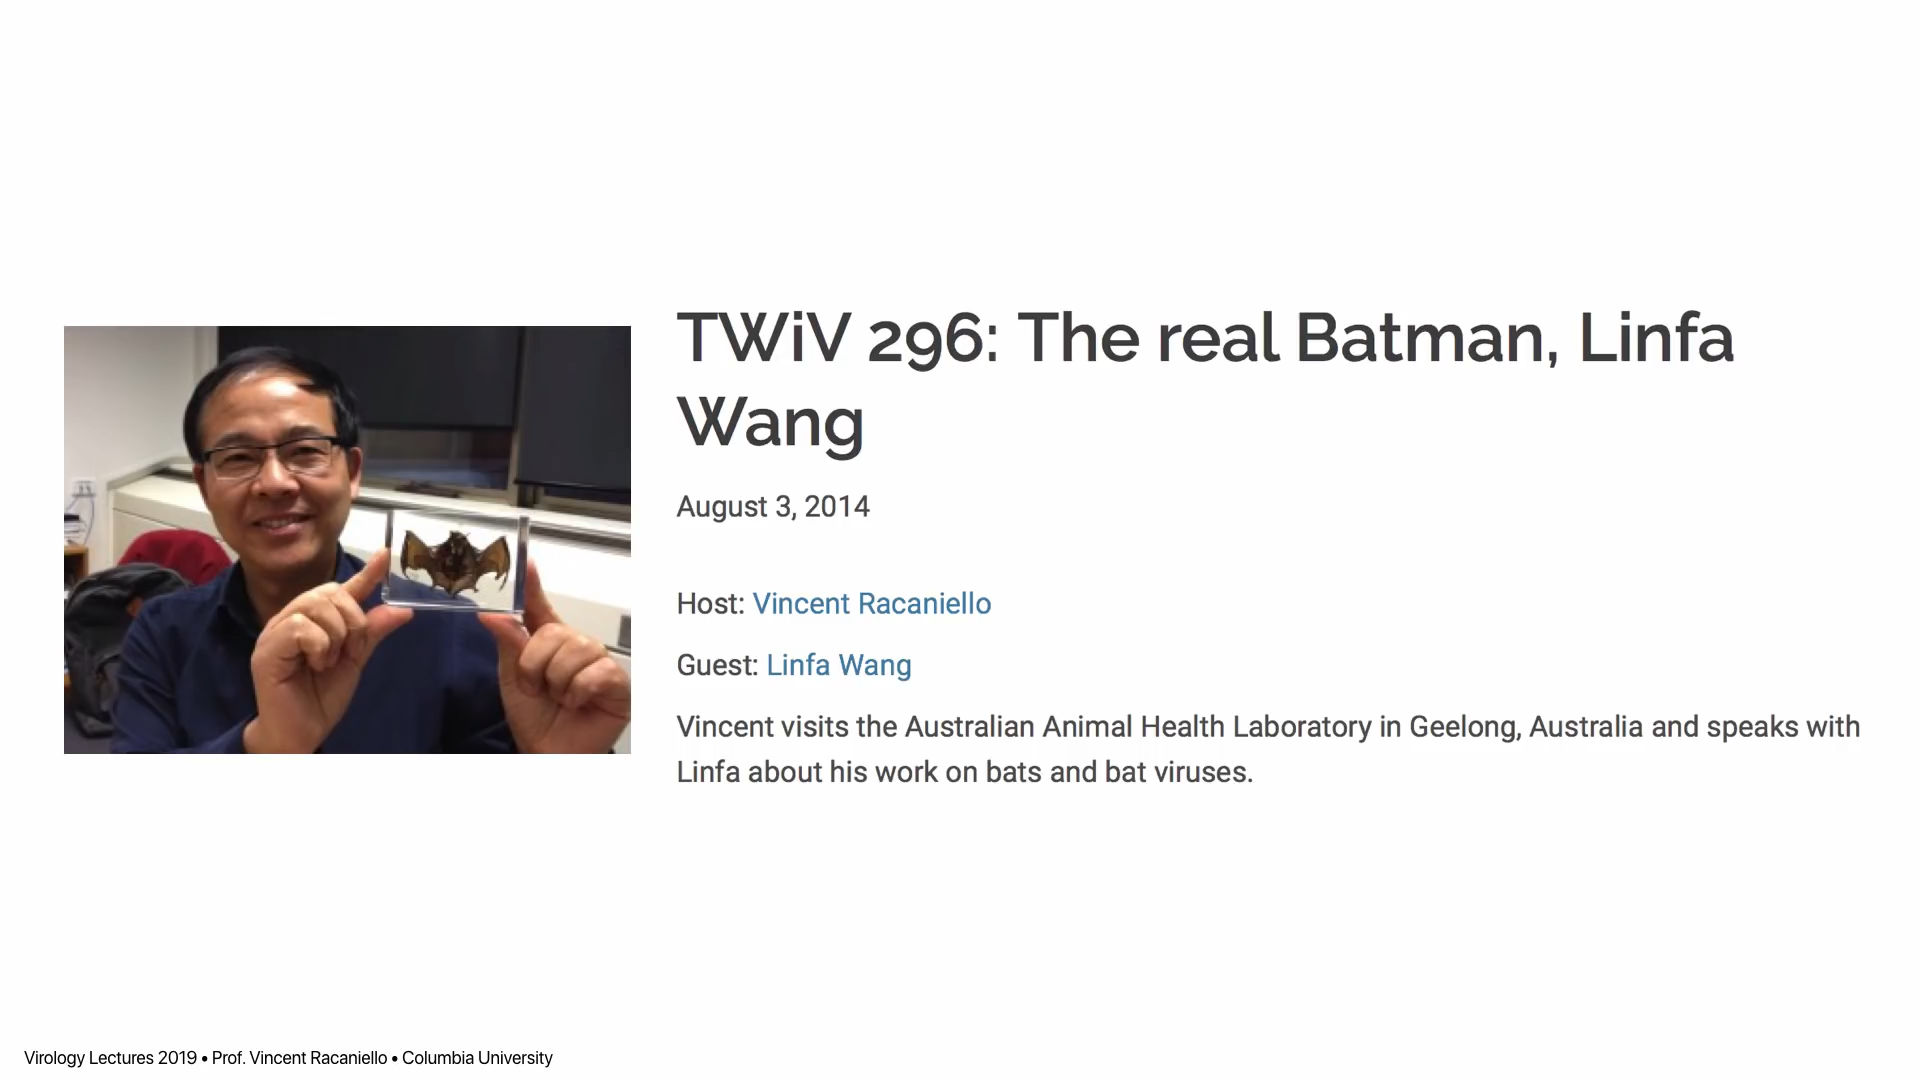 TWiV 296: The real Batman, Linfa
Wang
August 3, 2014
Host: Vincent Racaniello
Guest: Linfa Wang
Vincent visits the Australian Animal Health Laboratory in Geelong, Australia and speaks with
Linfa about his work on bats and bat viruses.
Virology Lectures 2019 • Prof. Vincent Racaniello • Columbia University